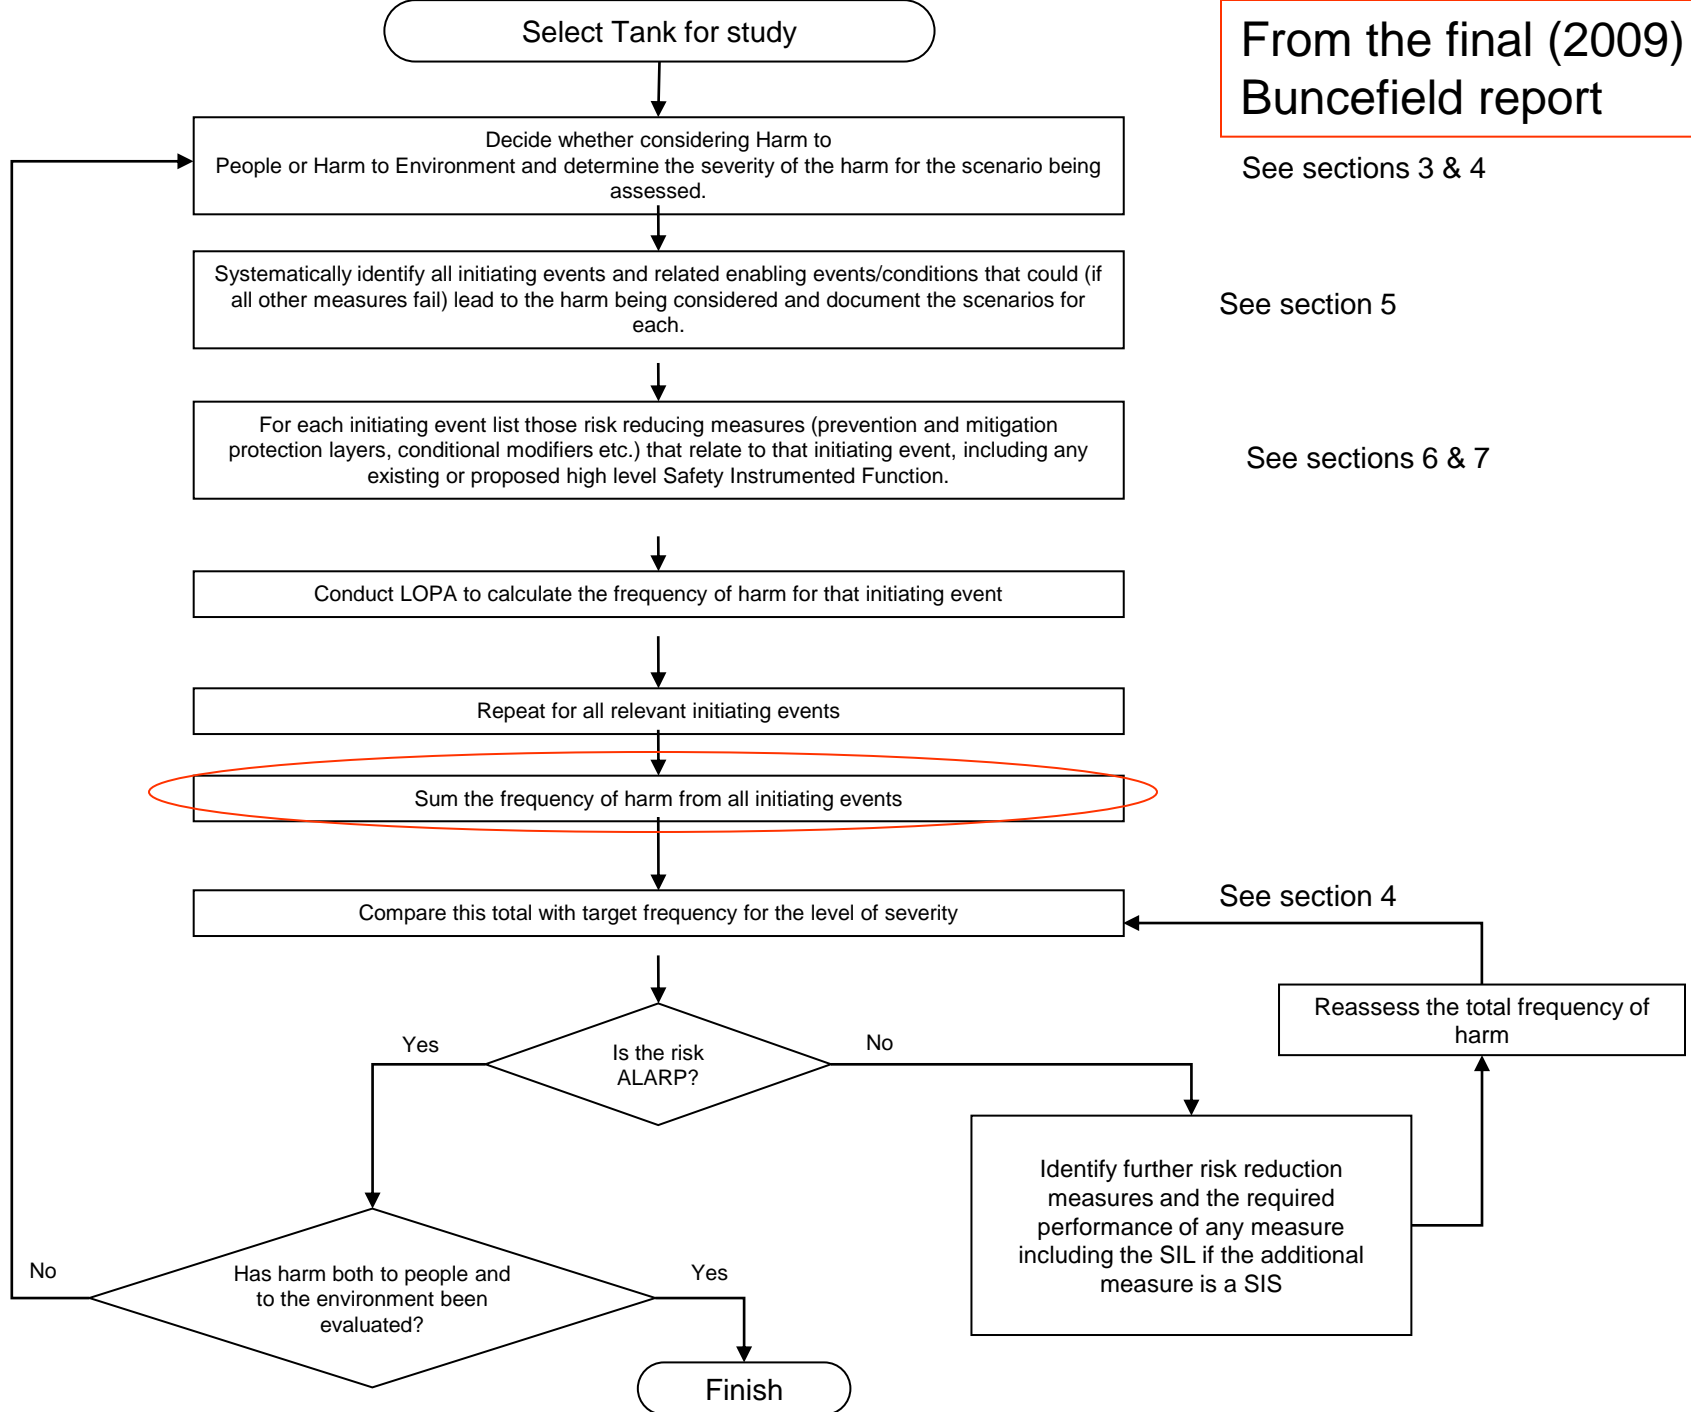 Select Tank for study
From the final (2009)
Buncefield report
Decide whether considering Harm to
People or Harm to Environment and determine the severity of the harm for the scenario being
assessed.
See sections 3 & 4
Systematically identify all initiating events and related enabling events/conditions that could (if
all other measures fail) lead to the harm being considered and document the scenarios for
each.
See section 5
For each initiating event list those risk reducing measures (prevention and mitigation
protection layers, conditional modifiers etc.) that relate to that initiating event, including any
existing or proposed high level Safety Instrumented Function.
See sections 6 & 7
Conduct LOPA to calculate the frequency of harm for that initiating event
Repeat for all relevant initiating events
Sum the frequency of harm from all initiating events
Compare this total with target frequency for the level of severity
See section 4
Reassess the total frequency of
harm
Yes
Is the risk
ALARP?
No
Identify further risk reduction
measures and the required
performance of any measure
including the SIL if the additional
measure is a SIS
No
Has harm both to people and
to the environment been
evaluated?
Yes
Finish